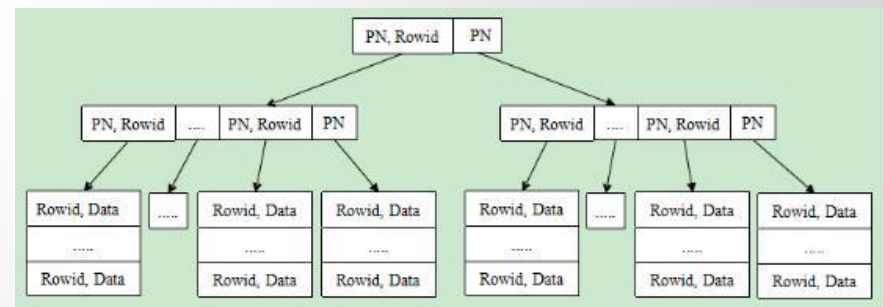 PN, Rowid PN
PN, Rowid ..... PN, Rowid PN PN, Rowid ..... PN, Rowid PN
Rowid, Data ..... Rowid, Data Rowid, Data Rowid, Data ..... Rowid, Data Rowid, Data
..... ..... ..... ..... ..... .....
Rowid, Data Rowid, Data Rowid, Data Rowid, Data Rowid, Data Rowid, Data